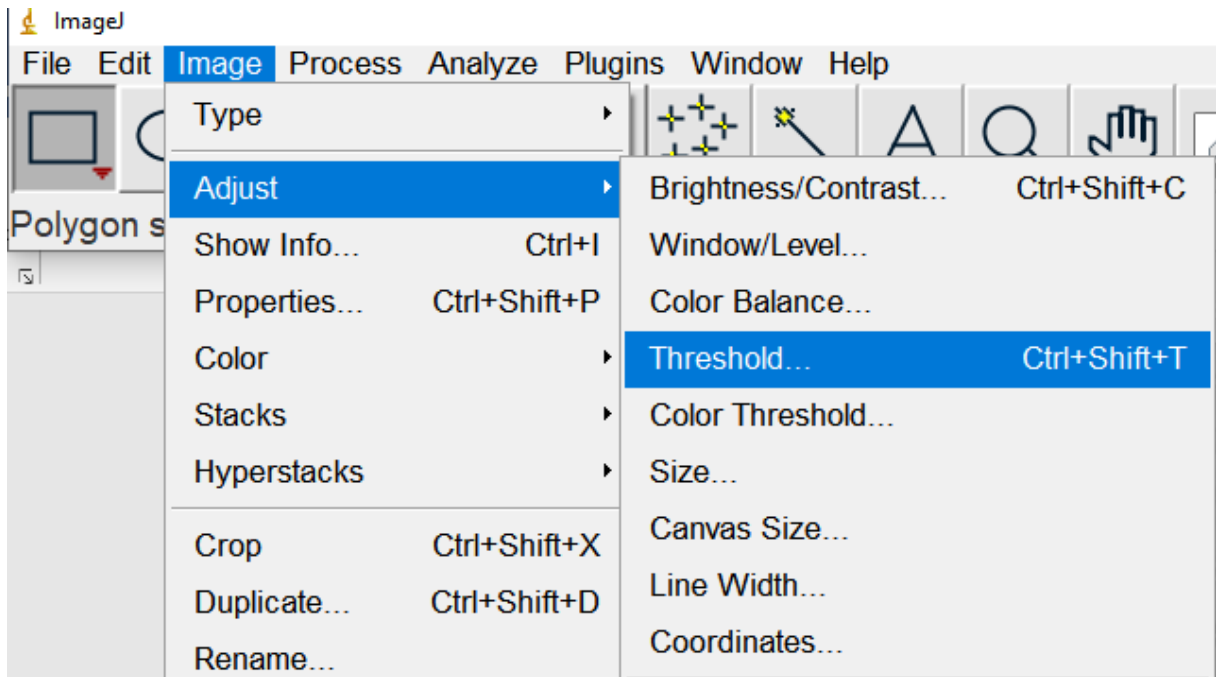 ImageJ
File Edit Image Process Analyze Plugins Window Help
Polygon s
Type
Adjust
Show Info... Ctrl+I
Properties... Ctrl+Shift+P
Color
Stacks
Hyperstacks
Crop Ctrl+Shift+X
Duplicate... Ctrl+Shift+D
Rename...
Brightness/Contrast... Ctrl+Shift+C
Window/Level...
Color Balance...
Threshold... Ctrl+Shift+T
Color Threshold...
Size...
Canvas Size...
Line Width...
Coordinates...